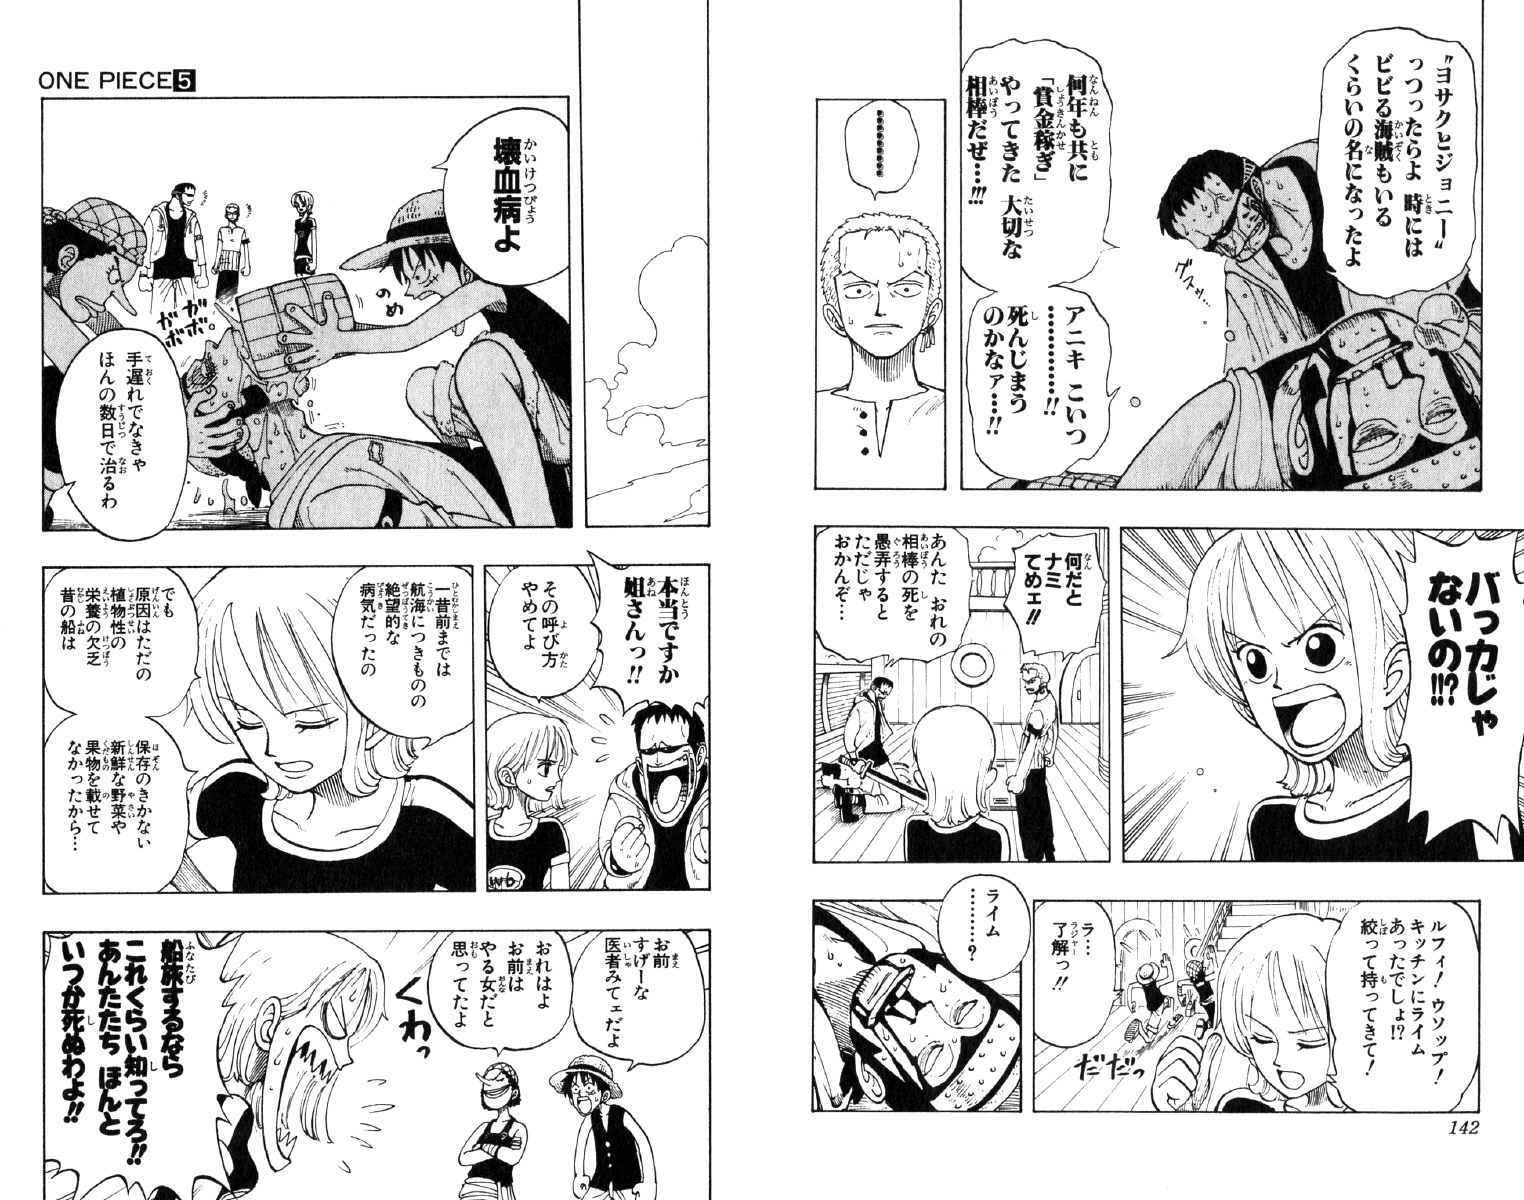 “ヨサクとジョニー”
っつったらよ 時には
ビビる海賊もいる
くらいの名になったよ
何年も共に
「賞金稼ぎ」
やってきた 大切な
相棒だぜ…!!!
グスッ…
アニキ こいつ
…………!!
死んじまう
のかなァ…!!
…………
バっカじゃ
ないの!!!?
何だと
ナミ
てめェ!!
あんた おれの
相棒の死を
愚弄すると
ただじゃ
おかんぞ…
ルフィ! ウソップ!
キッチンにライム
あったでしょ!?
絞って持ってきて!
ラ…
了解っ!!
だだっ
ライム
………?
142
ONE PIECE 5
壊血病よ
のめ
ガボガボ
手遅れでなきゃ
ほんの数日で治るわ
本当ですか
姐さんっ!!
その呼び方
やめてよ
一昔前までは
航海につきものの
絶望的な
病気だったの
でも
原因はただの
植物性の
栄養の欠乏
昔の船は
保存のきかない
新鮮な野菜や
果物を載せて
なかったから…
お前
すげーな
医者みてェだよ
おれはよ
お前は
やる女だと
思ってたよ
くわっ
船旅するなら
これくらい知ってろ!!
あんたたち ほんと
いつか死ぬわよ!!